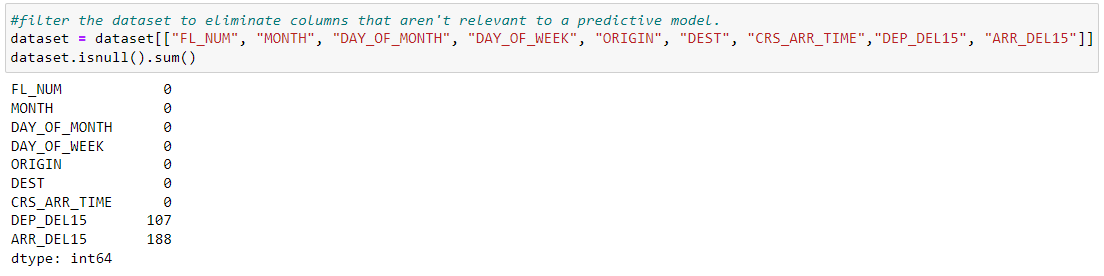 #filter the dataset to eliminate columns that aren't relevant to a predictive model.
dataset = dataset[["FL_NUM", "MONTH", "DAY_OF_MONTH", "DAY_OF_WEEK", "ORIGIN", "DEST", "CRS_ARR_TIME","DEP_DEL15", "ARR_DEL15"]]
dataset.isnull().sum()
FL_NUM 0
MONTH 0
DAY_OF_MONTH 0
DAY_OF_WEEK 0
ORIGIN 0
DEST 0
CRS_ARR_TIME 0
DEP_DEL15 107
ARR_DEL15 188
dtype: int64